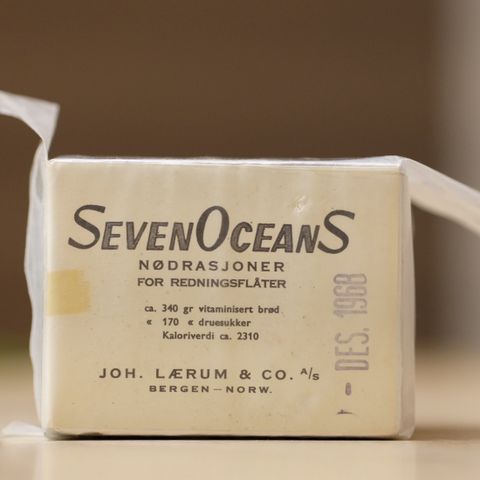 SEVENOCEANS
NØDRASJONER
FOR REDNINGSFLÅTER
ca. 340 gr vitaminisert brød
« 170 « druesukker
Kaloriverdi ca. 2310
JOH. LÆRUM & CO. A/s
BERGEN — NORW.
- DES. 1968